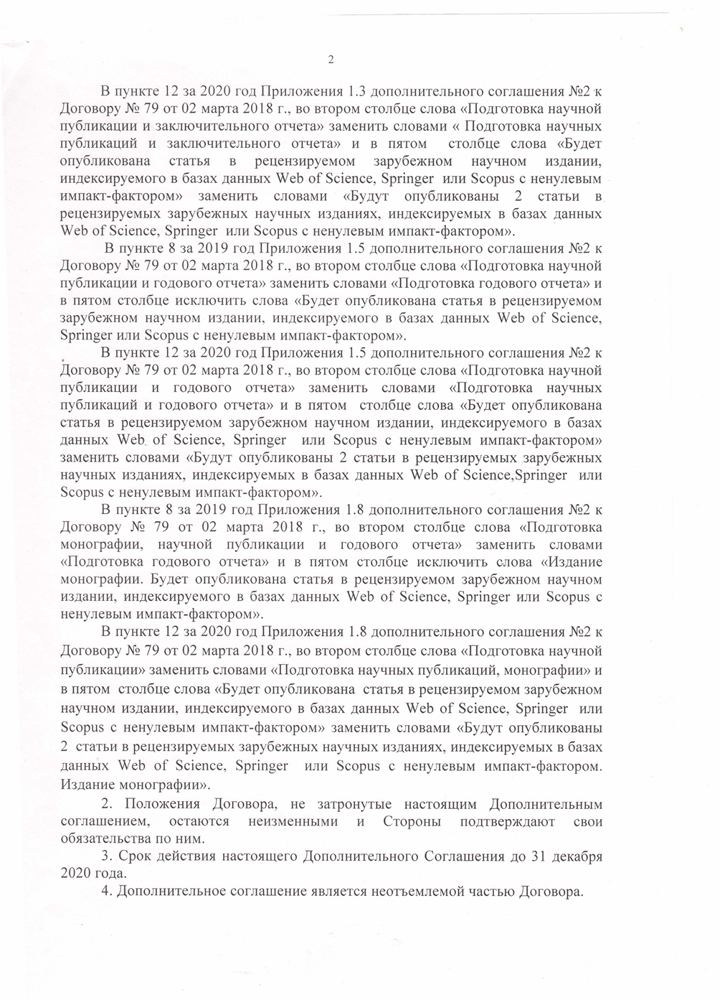 2
В пункте 12 за 2020 год Приложения 1.3 дополнительного соглашения №2 к
Договору № 79 от 02 марта 2018 г., во втором столбце слова «Подготовка научной
публикации и заключительного отчета» заменить словами « Подготовка научных
публикаций и заключительного отчета» и в пятом столбце слова «Будет
опубликована статья в рецензируемом зарубежном научном издании,
индексируемого в базах данных Web of Science, Springer или Scopus с ненулевым
импакт-фактором» заменить словами «Будут опубликованы 2 статьи в
рецензируемых зарубежных научных изданиях, индексируемых в базах данных
Web of Science, Springer или Scopus с ненулевым импакт-фактором».
В пункте 8 за 2019 год Приложения 1.5 дополнительного соглашения №2 к
Договору № 79 от 02 марта 2018 г., во втором столбце слова «Подготовка научной
публикации и годового отчета» заменить словами «Подготовка годового отчета» и
в пятом столбце исключить слова «Будет опубликована статья в рецензируемом
зарубежном научном издании, индексируемого в базах данных Web of Science,
Springer или Scopus с ненулевым импакт-фактором».
В пункте 12 за 2020 год Приложения 1.5 дополнительного соглашения №2 к
Договору № 79 от 02 марта 2018 г., во втором столбце слова «Подготовка научной
публикации и годового отчета» заменить словами «Подготовка научных
публикаций и годового отчета» и в пятом столбце слова «Будет опубликована
статья в рецензируемом зарубежном научном издании, индексируемого в базах
данных Web of Science, Springer или Scopus с ненулевым импакт-фактором»
заменить словами «Будут опубликованы 2 статьи в рецензируемых зарубежных
научных изданиях, индексируемых в базах данных Web of Science,Springer или
Scopus с ненулевым импакт-фактором».
В пункте 8 за 2019 год Приложения 1.8 дополнительного соглашения №2 к
Договору № 79 от 02 марта 2018 г., во втором столбце слова «Подготовка
монографии, научной публикации и годового отчета» заменить словами
«Подготовка годового отчета» и в пятом столбце исключить слова «Издание
монографии. Будет опубликована статья в рецензируемом зарубежном научном
издании, индексируемого в базах данных Web of Science, Springer или Scopus с
ненулевым импакт-фактором».
В пункте 12 за 2020 год Приложения 1.8 дополнительного соглашения №2 к
Договору № 79 от 02 марта 2018 г., во втором столбце слова «Подготовка научной
публикации» заменить словами «Подготовка научных публикаций, монографии» и
в пятом столбце слова «Будет опубликована статья в рецензируемом зарубежном
научном издании, индексируемого в базах данных Web of Science, Springer или
Scopus с ненулевым импакт-фактором» заменить словами «Будут опубликованы
2 статьи в рецензируемых зарубежных научных изданиях, индексируемых в базах
данных Web of Science, Springer или Scopus с ненулевым импакт-фактором.
Издание монографии».
2. Положения Договора, не затронутые настоящим Дополнительным
соглашением, остаются неизменными и Стороны подтверждают свои
обязательства по ним.
3. Срок действия настоящего Дополнительного Соглашения до 31 декабря
2020 года.
4. Дополнительное соглашение является неотъемлемой частью Договора.